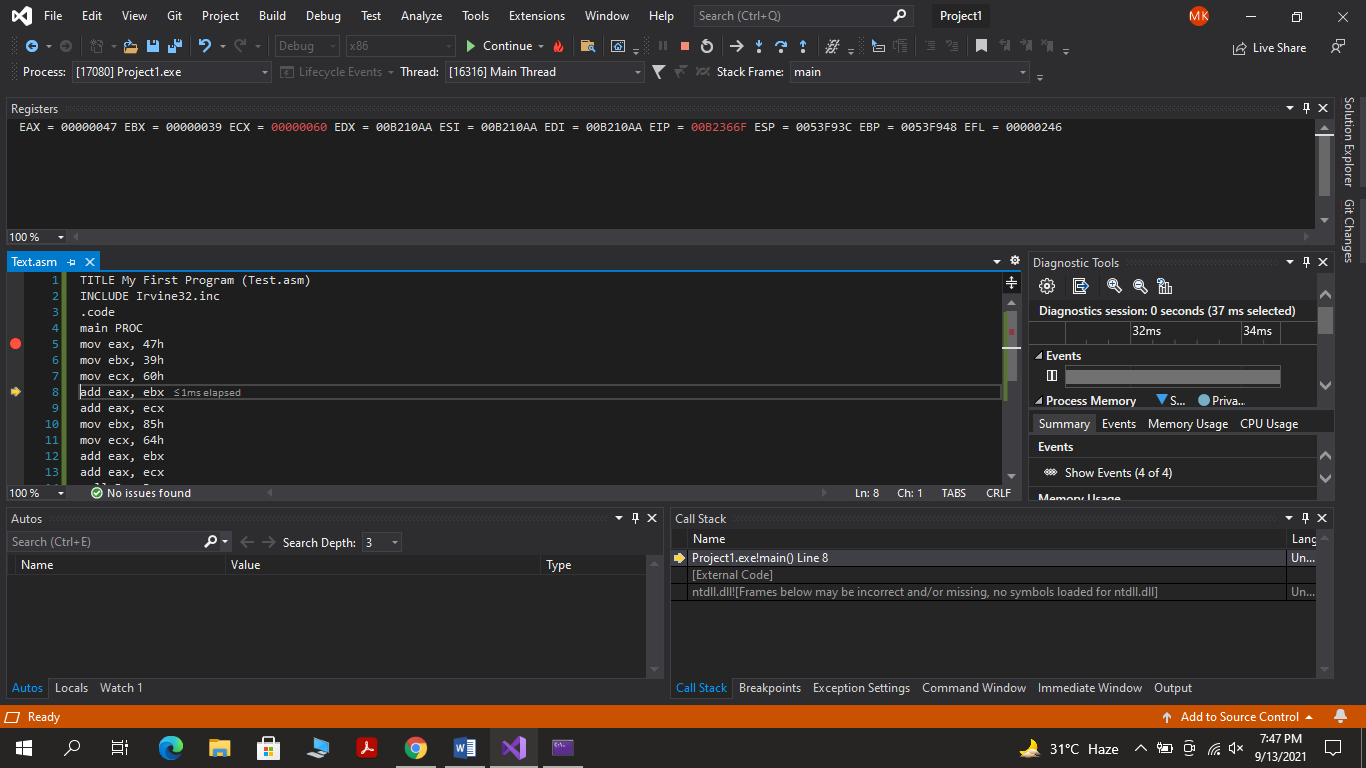 File Edit View Git Project Build Debug Test Analyze Tools Extensions Window Help Search (Ctrl+Q) Project1 MK
Debug x86 Continue Live Share
Process: [17080] Project1.exe Lifecycle Events Thread: [16316] Main Thread Stack Frame: main
Registers
EAX = 00000047 EBX = 00000039 ECX = 00000060 EDX = 00B210AA ESI = 00B210AA EDI = 00B210AA EIP = 00B2366F ESP = 0053F93C EBP = 0053F948 EFL = 00000246
100 %
Solution Explorer
Git Changes
Text.asm
1 TITLE My First Program (Test.asm)
2 INCLUDE Irvine32.inc
3 .code
4 main PROC
5 mov eax, 47h
6 mov ebx, 39h
7 mov ecx, 60h
8 add eax, ebx ≤1ms elapsed
9 add eax, ecx
10 mov ebx, 85h
11 mov ecx, 64h
12 add eax, ebx
13 add eax, ecx
100 % No issues found Ln: 8 Ch: 1 TABS CRLF
Diagnostic Tools
Diagnostics session: 0 seconds (37 ms selected)
32ms 34ms
Events
Process Memory S... Priva...
Summary Events Memory Usage CPU Usage
Events
Show Events (4 of 4)
Memory Usage
Autos
Search (Ctrl+E) Search Depth: 3
Name Value Type
Autos Locals Watch 1
Call Stack
Name Lang
Project1.exe!main() Line 8 Un...
[External Code]
ntdll.dll![Frames below may be incorrect and/or missing, no symbols loaded for ntdll.dll] Un...
Call Stack Breakpoints Exception Settings Command Window Immediate Window Output
Ready Add to Source Control
31°C Haze 7:47 PM
9/13/2021